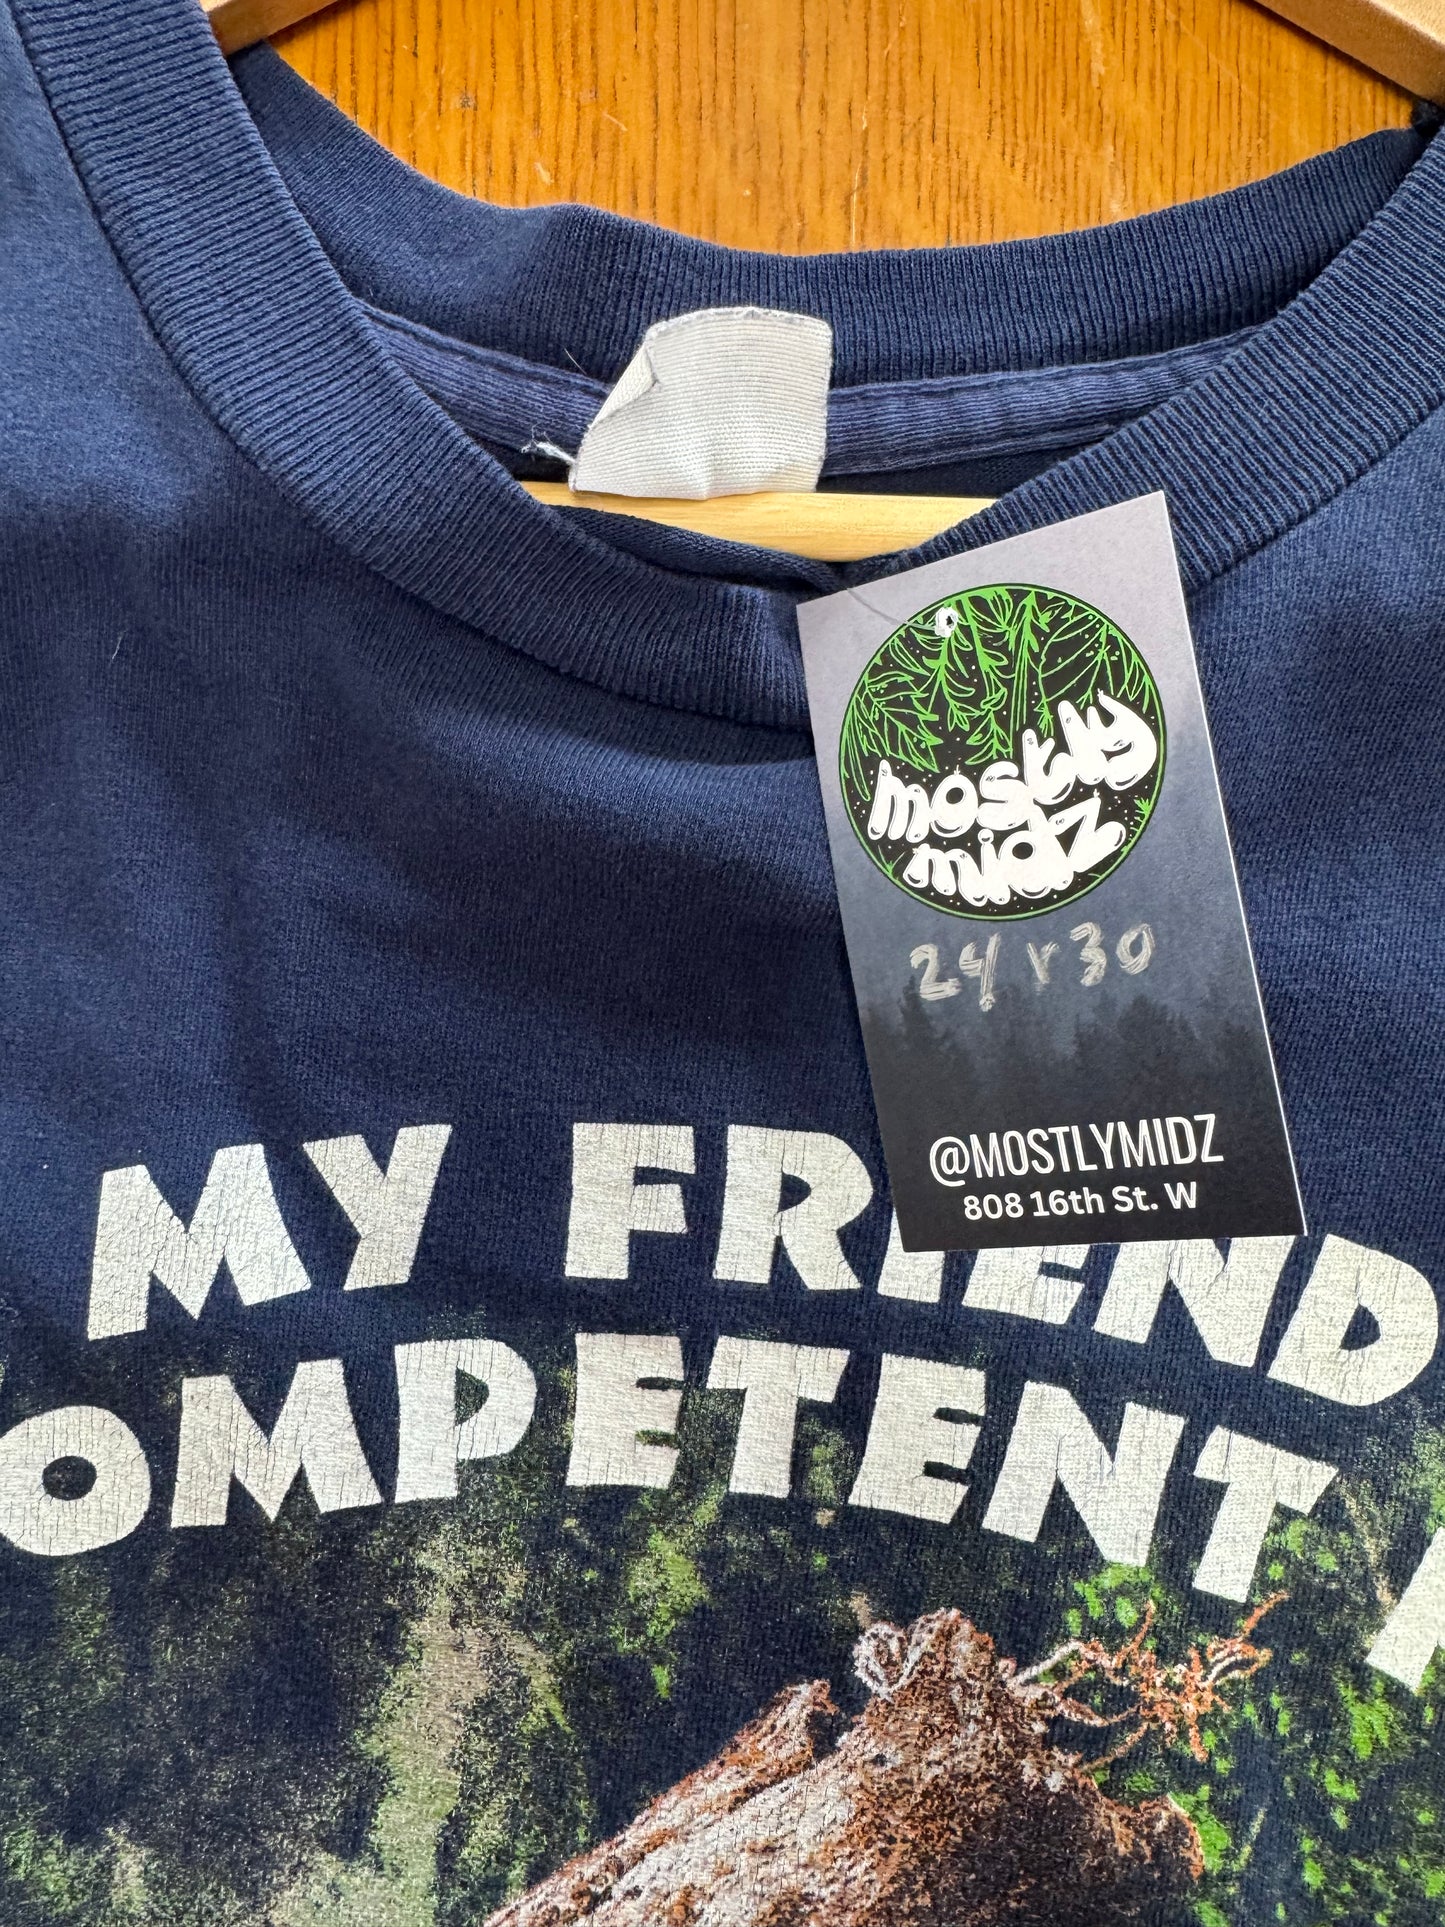 mostly
midz
24 r 30
@MOSTLYMIDZ
808 16th St. W
MY FRIEND
OMPETENT